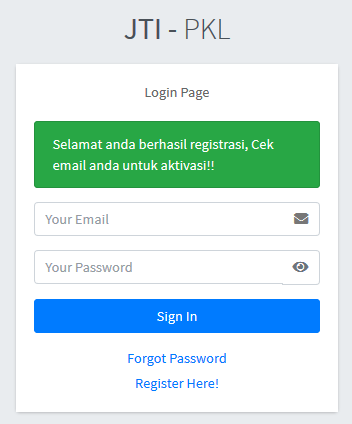 JTI - PKL
Login Page
Selamat anda berhasil registrasi, Cek
email anda untuk aktivasi!!
Your Email
Your Password
Sign In
Forgot Password
Register Here!